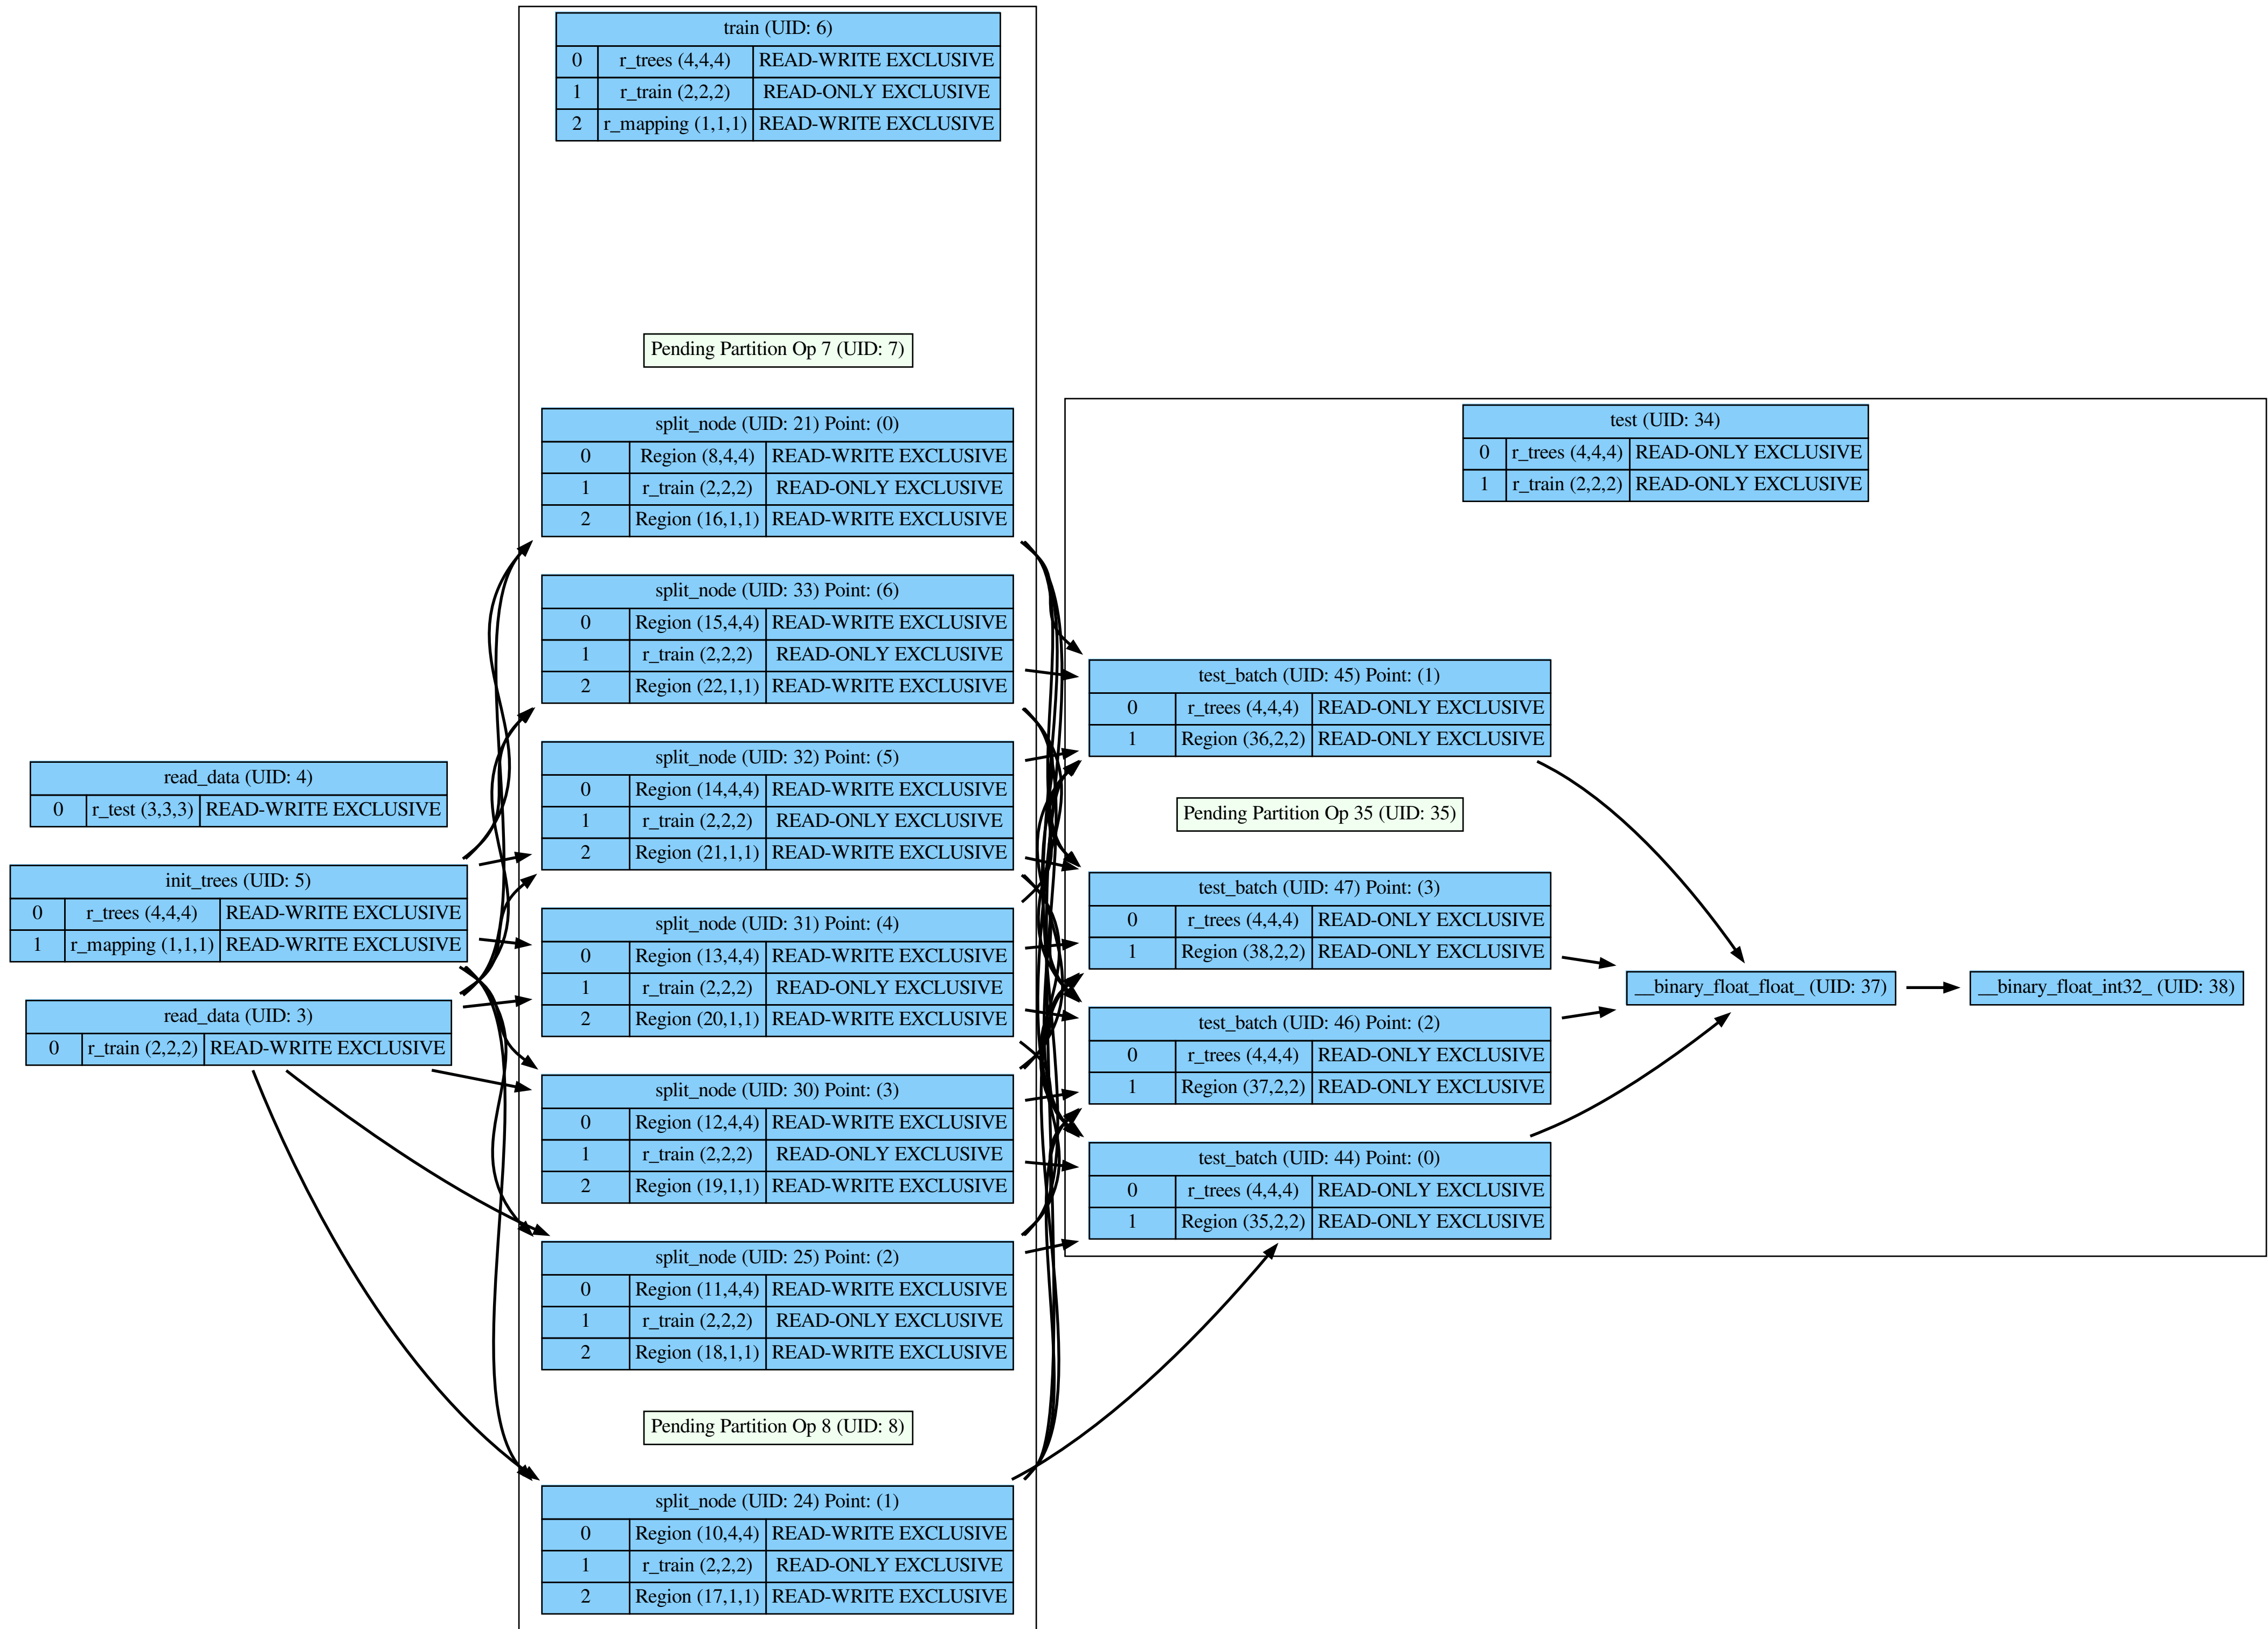 train (UID: 6)
0 r_trees (4,4,4) READ-WRITE EXCLUSIVE
1 r_train (2,2,2) READ-ONLY EXCLUSIVE
2 r_mapping (1,1,1) READ-WRITE EXCLUSIVE
Pending Partition Op 7 (UID: 7)
split_node (UID: 21) Point: (0)
0 Region (8,4,4) READ-WRITE EXCLUSIVE
1 r_train (2,2,2) READ-ONLY EXCLUSIVE
2 Region (16,1,1) READ-WRITE EXCLUSIVE
split_node (UID: 33) Point: (6)
0 Region (15,4,4) READ-WRITE EXCLUSIVE
1 r_train (2,2,2) READ-ONLY EXCLUSIVE
2 Region (22,1,1) READ-WRITE EXCLUSIVE
split_node (UID: 32) Point: (5)
0 Region (14,4,4) READ-WRITE EXCLUSIVE
1 r_train (2,2,2) READ-ONLY EXCLUSIVE
2 Region (21,1,1) READ-WRITE EXCLUSIVE
split_node (UID: 31) Point: (4)
0 Region (13,4,4) READ-WRITE EXCLUSIVE
1 r_train (2,2,2) READ-ONLY EXCLUSIVE
2 Region (20,1,1) READ-WRITE EXCLUSIVE
split_node (UID: 30) Point: (3)
0 Region (12,4,4) READ-WRITE EXCLUSIVE
1 r_train (2,2,2) READ-ONLY EXCLUSIVE
2 Region (19,1,1) READ-WRITE EXCLUSIVE
split_node (UID: 25) Point: (2)
0 Region (11,4,4) READ-WRITE EXCLUSIVE
1 r_train (2,2,2) READ-ONLY EXCLUSIVE
2 Region (18,1,1) READ-WRITE EXCLUSIVE
Pending Partition Op 8 (UID: 8)
split_node (UID: 24) Point: (1)
0 Region (10,4,4) READ-WRITE EXCLUSIVE
1 r_train (2,2,2) READ-ONLY EXCLUSIVE
2 Region (17,1,1) READ-WRITE EXCLUSIVE
read_data (UID: 4)
0 r_test (3,3,3) READ-WRITE EXCLUSIVE
init_trees (UID: 5)
0 r_trees (4,4,4) READ-WRITE EXCLUSIVE
1 r_mapping (1,1,1) READ-WRITE EXCLUSIVE
read_data (UID: 3)
0 r_train (2,2,2) READ-WRITE EXCLUSIVE
test (UID: 34)
0 r_trees (4,4,4) READ-ONLY EXCLUSIVE
1 r_train (2,2,2) READ-ONLY EXCLUSIVE
test_batch (UID: 45) Point: (1)
0 r_trees (4,4,4) READ-ONLY EXCLUSIVE
1 Region (36,2,2) READ-ONLY EXCLUSIVE
Pending Partition Op 35 (UID: 35)
test_batch (UID: 47) Point: (3)
0 r_trees (4,4,4) READ-ONLY EXCLUSIVE
1 Region (38,2,2) READ-ONLY EXCLUSIVE
test_batch (UID: 46) Point: (2)
0 r_trees (4,4,4) READ-ONLY EXCLUSIVE
1 Region (37,2,2) READ-ONLY EXCLUSIVE
test_batch (UID: 44) Point: (0)
0 r_trees (4,4,4) READ-ONLY EXCLUSIVE
1 Region (35,2,2) READ-ONLY EXCLUSIVE
__binary_float_float_ (UID: 37)
__binary_float_int32_ (UID: 38)